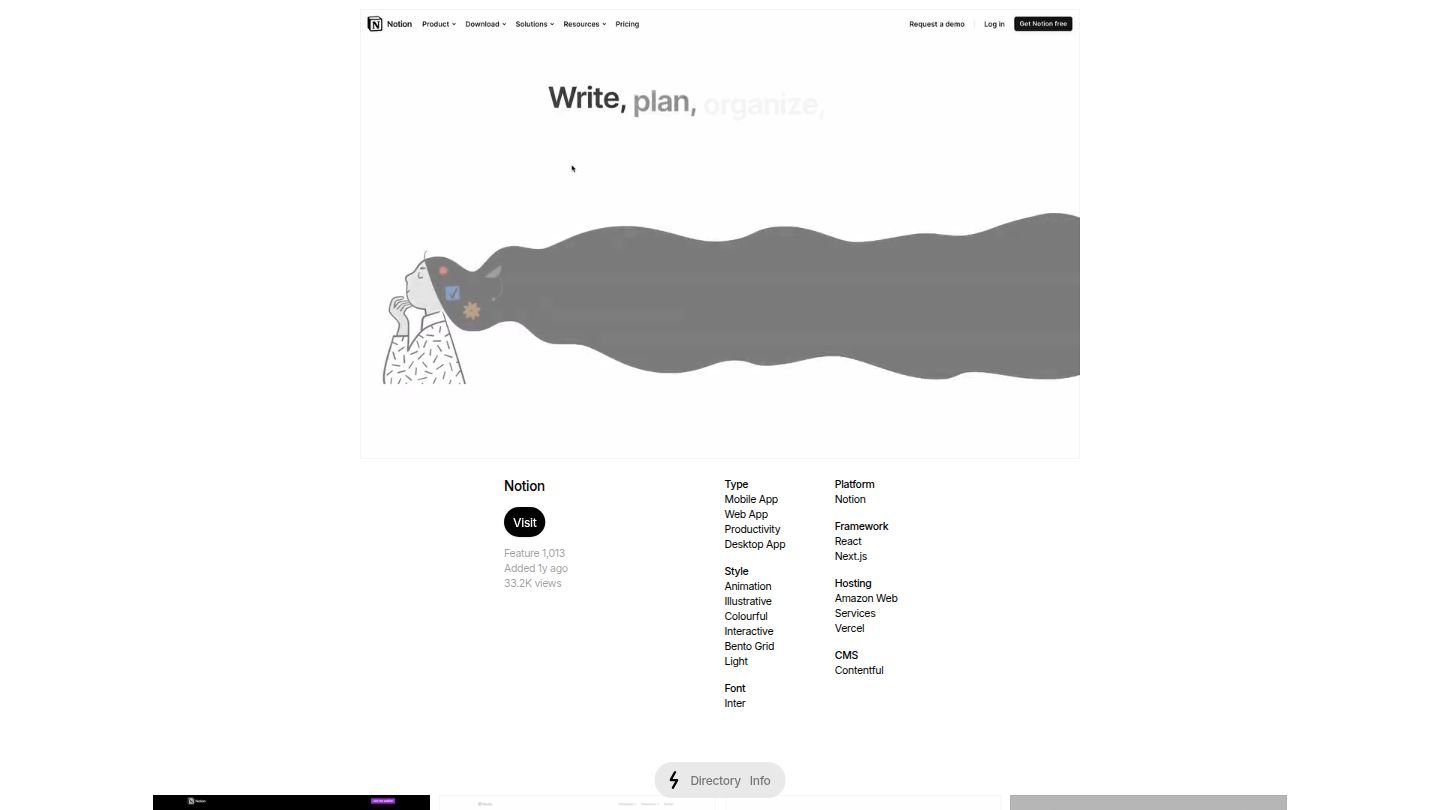 Notion Product Download Solutions Resources Pricing Request a demo Log in Get Notion free
Write, plan, organize,
Notion
Visit
Feature 1,013
Added 1y ago
33.2K views
Type
Mobile App
Web App
Productivity
Desktop App
Style
Animation
Illustrative
Colourful
Interactive
Bento Grid
Light
Font
Inter
Platform
Notion
Framework
React
Next.js
Hosting
Amazon Web
Services
Vercel
CMS
Contentful
Directory Info
Notion